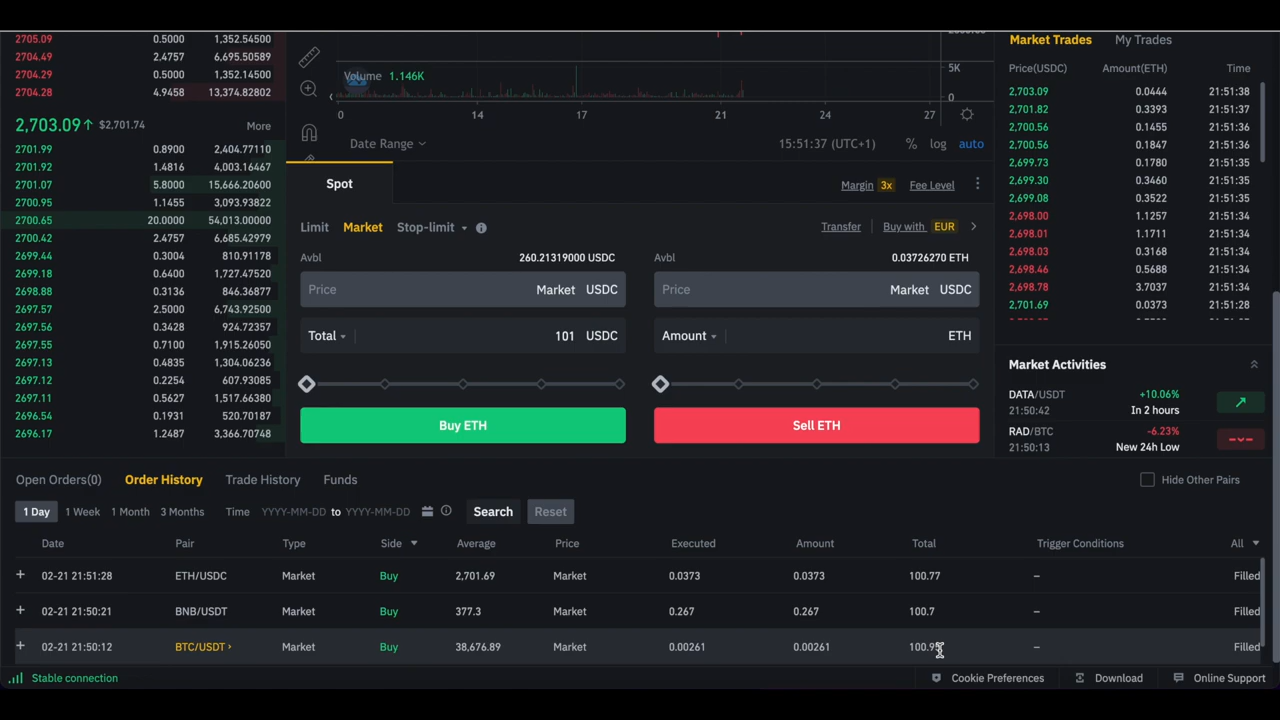 2705.09 0.5000 1,352.54500
2704.49 2.4757 6,695.50589
2704.29 0.5000 1,352.14500
2704.28 4.9458 13,374.82802
2,703.09↑ $2,701.74 More
2701.99 0.8900 2,404.77110
2701.92 1.4816 4,003.16467
2701.07 5.8000 15,666.20600
2700.95 1.1455 3,093.93822
2700.65 20.0000 54,013.00000
2700.42 2.4757 6,685.42979
2699.44 0.3004 810.91178
2699.18 0.6400 1,727.47520
2698.88 0.3136 846.36877
2697.57 2.5000 6,743.92500
2697.56 0.3428 924.72357
2697.55 0.7100 1,915.26050
2697.13 0.4835 1,304.06236
2697.12 0.2254 607.93085
2697.11 0.5627 1,517.66380
2696.54 0.1931 520.70187
2696.17 1.2487 3,366.70748
Volume 1.146K
5K
0
0 14 17 21 24 27
Date Range 15:51:37 (UTC+1) % log auto
Spot Margin 3x Fee Level
Limit Market Stop-limit Transfer Buy with EUR
Avbl 260.21319000 USDC Avbl 0.03726270 ETH
Price Market USDC Price Market USDC
Total 101 USDC Amount ETH
Buy ETH Sell ETH
Market Trades My Trades
Price(USDC) Amount(ETH) Time
2,703.09 0.0444 21:51:38
2,701.82 0.3393 21:51:37
2,700.56 0.1455 21:51:36
2,700.56 0.1847 21:51:36
2,699.73 0.1780 21:51:35
2,699.30 0.3460 21:51:35
2,699.08 0.3522 21:51:35
2,698.00 1.1257 21:51:34
2,698.01 1.1711 21:51:34
2,698.03 0.3168 21:51:34
2,698.46 0.5688 21:51:34
2,698.78 3.7037 21:51:34
2,701.69 0.0373 21:51:28
Market Activities
DATA/USDT +10.06%
21:50:42 In 2 hours
RAD/BTC -6.23%
21:50:13 New 24h Low
Open Orders(0) Order History Trade History Funds Hide Other Pairs
1 Day 1 Week 1 Month 3 Months Time YYYY-MM-DD to YYYY-MM-DD Search Reset
Date Pair Type Side Average Price Executed Amount Total Trigger Conditions All
+ 02-21 21:51:28 ETH/USDC Market Buy 2,701.69 Market 0.0373 0.0373 100.77 – Filled
+ 02-21 21:50:21 BNB/USDT Market Buy 377.3 Market 0.267 0.267 100.7 – Filled
+ 02-21 21:50:12 BTC/USDT › Market Buy 38,676.89 Market 0.00261 0.00261 – Filled
Stable connection Cookie Preferences Download Online Support